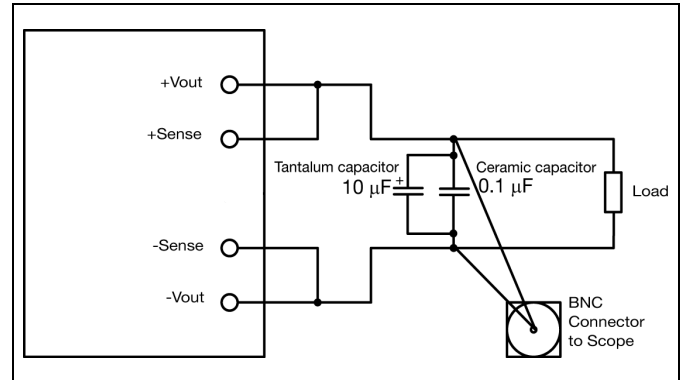 +Vout
+Sense
Tantalum capacitor
10 µF
+
Ceramic capacitor
0.1 µF
Load
-Sense
-Vout
BNC
Connector
to Scope